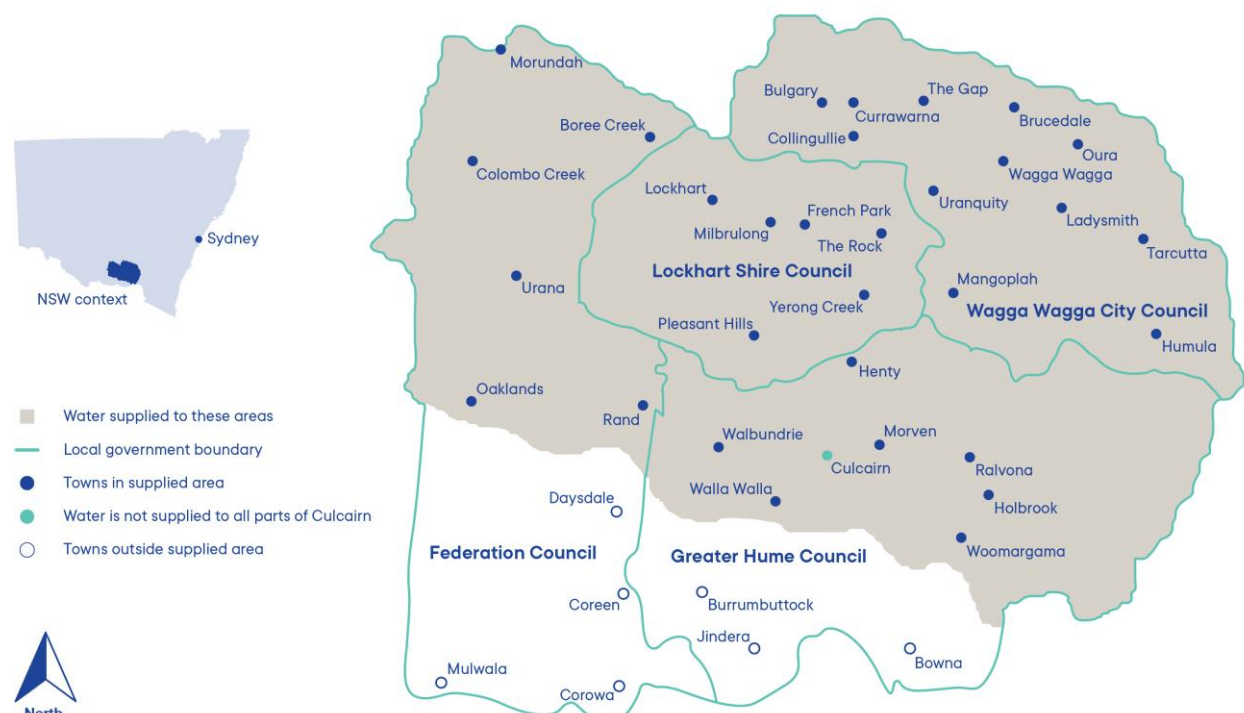 Morundah
Boree Creek
Colombo Creek
Urana
Oaklands
Rand
Bulgary
Currawarna
The Gap
Collingullie
Brucedale
Oura
Wagga Wagga
Uranquity
Ladysmith
Tarcutta
Mangoplah
Wagga Wagga City Council
Humula
Lockhart
Milbrulong
French Park
The Rock
Lockhart Shire Council
Yerong Creek
Pleasant Hills
Henty
Walbundrie
Morven
Culcairn
Ralvona
Walla Walla
Holbrook
Woomargama
Daysdale
Federation Council
Greater Hume Council
Coreen
Burrumbuttock
Jindera
Bowna
Mulwala
Corowa
Sydney
NSW context
Water supplied to these areas
Local government boundary
Towns in supplied area
Water is not supplied to all parts of Culcairn
Towns outside supplied area
North